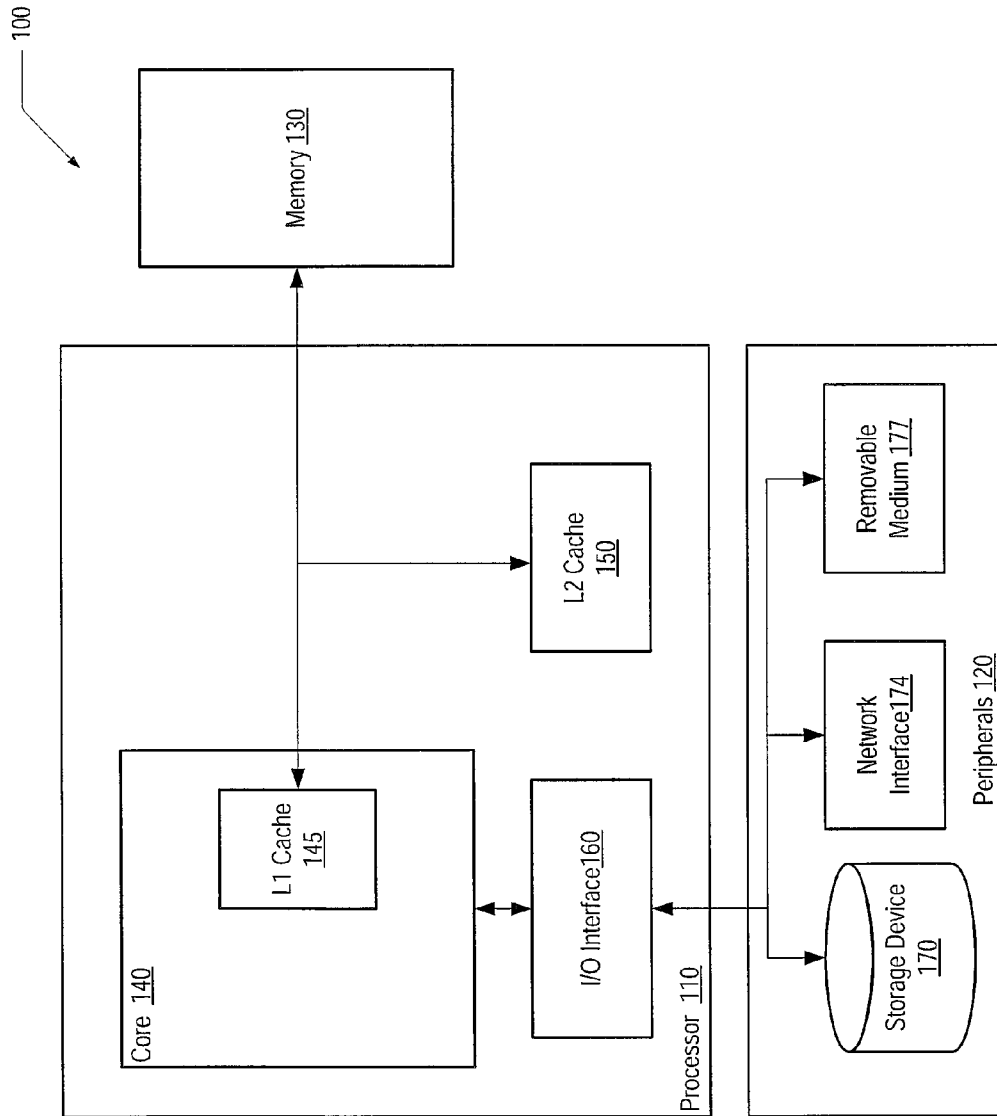 100
Memory 130
L1 Cache
145
Core 140
L2 Cache
150
I/O Interface160
Processor 110
Storage Device
170
Network
Interface174
Removable
Medium 177
Peripherals 120